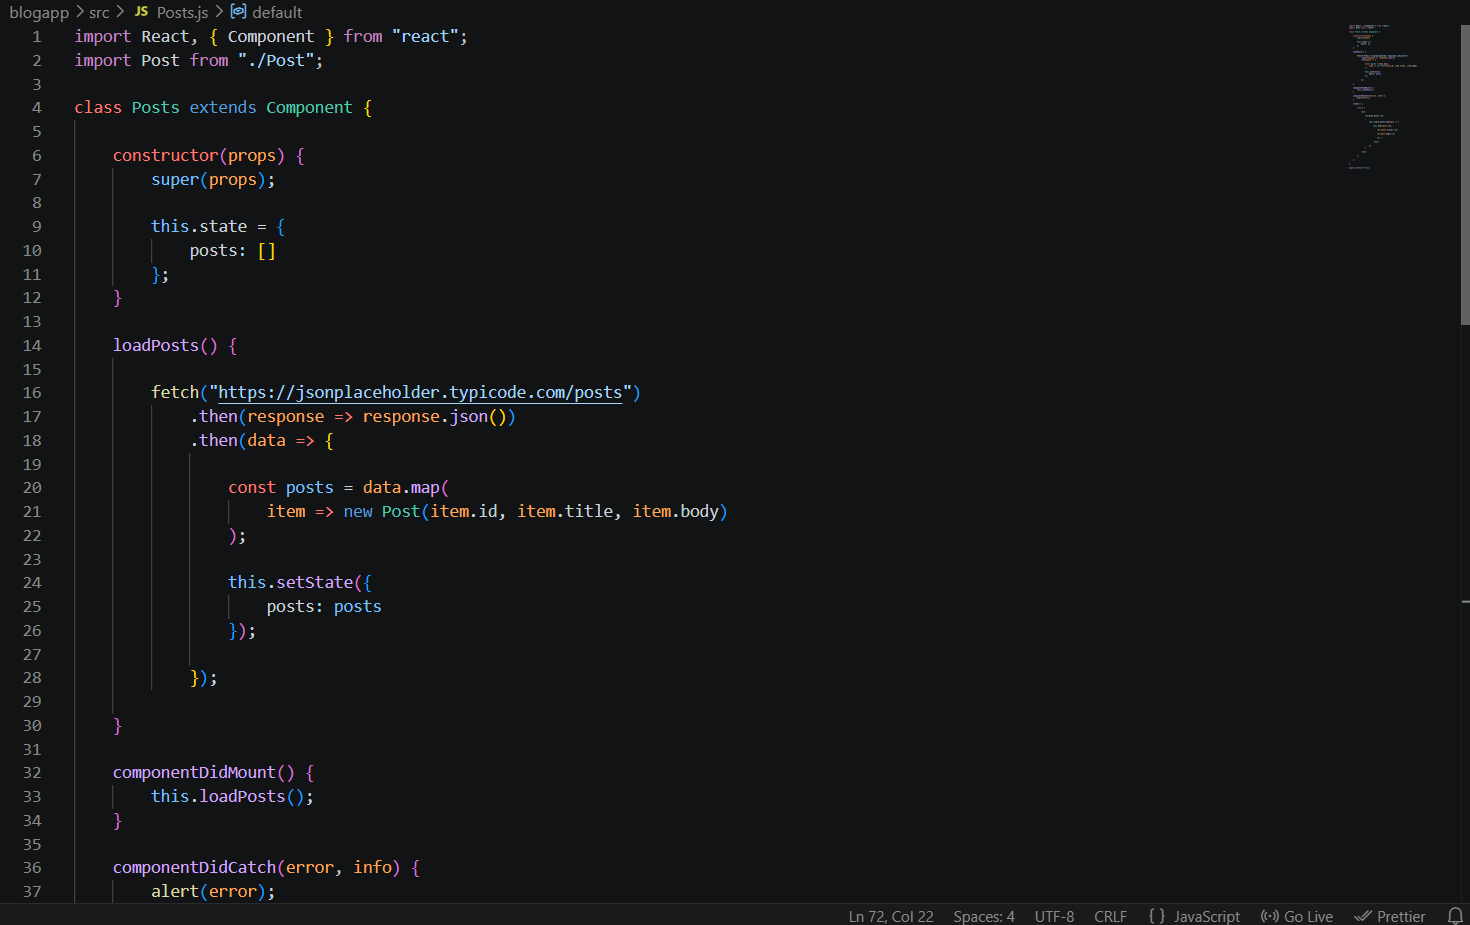 blogapp > src > JS Posts.js > default
1 import React, { Component } from "react";
2 import Post from "./Post";
3
4 class Posts extends Component {
5
6     constructor(props) {
7         super(props);
8
9         this.state = {
10             posts: []
11         };
12     }
13
14     loadPosts() {
15
16         fetch("https://jsonplaceholder.typicode.com/posts")
17             .then(response => response.json())
18             .then(data => {
19
20                 const posts = data.map(
21                     item => new Post(item.id, item.title, item.body)
22                 );
23
24                 this.setState({
25                     posts: posts
26                 });
27
28             });
29
30     }
31
32     componentDidMount() {
33         this.loadPosts();
34     }
35
36     componentDidCatch(error, info) {
37         alert(error);
Ln 72, Col 22 Spaces: 4 UTF-8 CRLF { } JavaScript Go Live Prettier